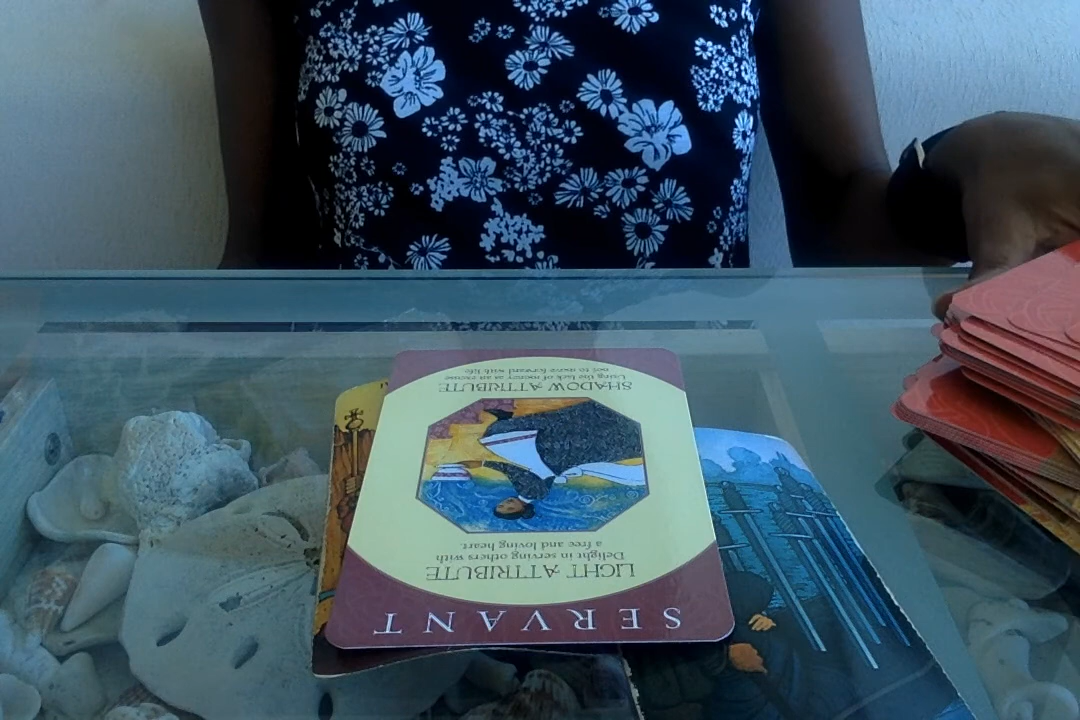 SERVANT
LIGHT ATTRIBUTE
Delight in serving others with
a free and loving heart.
SHADOW ATTRIBUTE
Using the lack of money as an excuse
not to move forward with life.